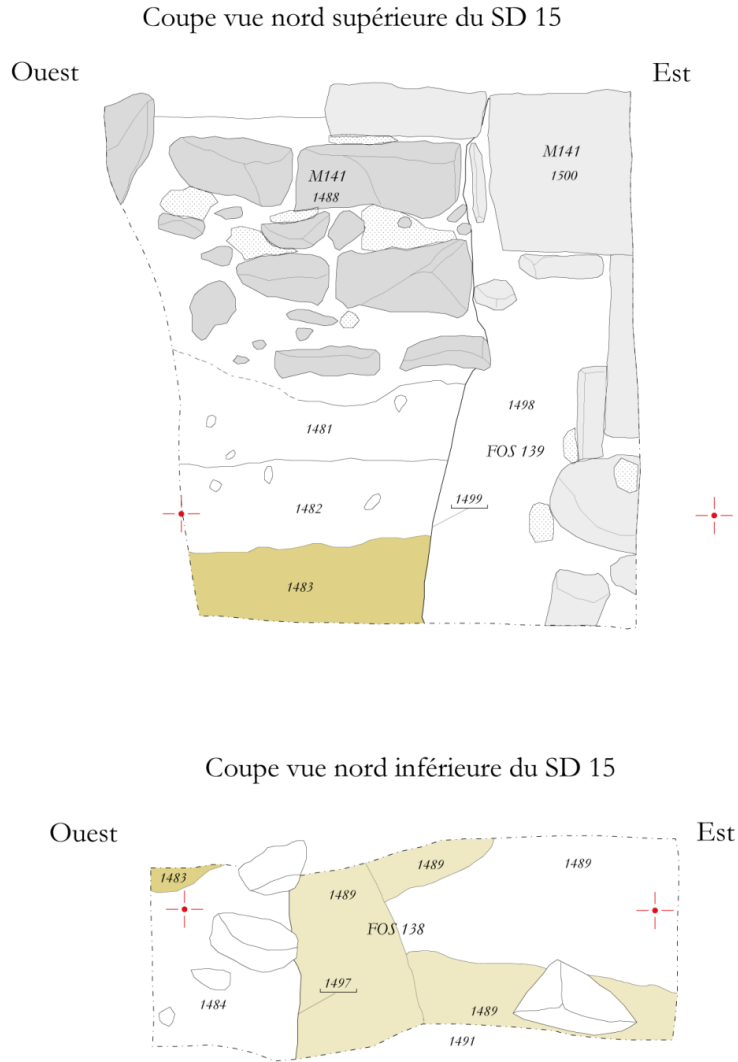 Coupe vue nord supérieure du SD 15
Ouest
Est
M141
1488
M141
1500
1481
1498
FOS 139
1499
1482
1483
Coupe vue nord inférieure du SD 15
Ouest
Est
1483
1489
1489
1489
FOS 138
1497
1484
1489
1491